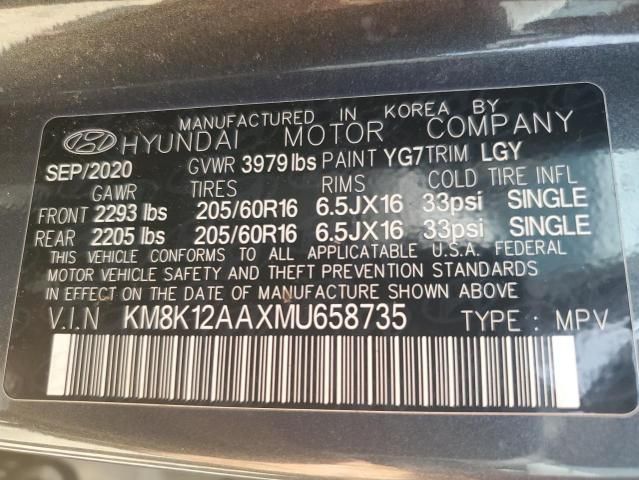 MANUFACTURED IN KOREA BY
HYUNDAI MOTOR COMPANY
SEP/2020 GVWR 3979 lbs PAINT YG7 TRIM LGY
GAWR TIRES RIMS COLD TIRE INFL
FRONT 2293 lbs 205/60R16 6.5JX16 33psi SINGLE
REAR 2205 lbs 205/60R16 6.5JX16 33psi SINGLE
THIS VEHICLE CONFORMS TO ALL APPLICATABLE U.S.A. FEDERAL
MOTOR VEHICLE SAFETY AND THEFT PREVENTION STANDARDS
IN EFFECT ON THE DATE OF MANUFACTURE SHOWN ABOVE
V.I.N KM8K12AAXMU658735 TYPE : MPV